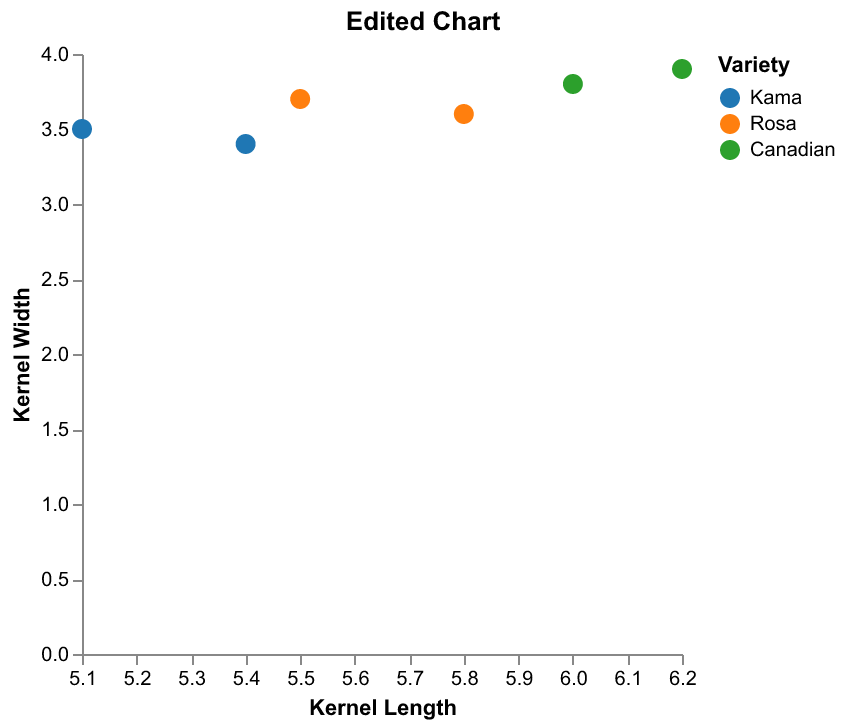 Edited Chart
Variety
Kama
Rosa
Canadian
Kernel Width
4.0
3.5
3.0
2.5
2.0
1.5
1.0
0.5
0.0
5.1 5.2 5.3 5.4 5.5 5.6 5.7 5.8 5.9 6.0 6.1 6.2
Kernel Length